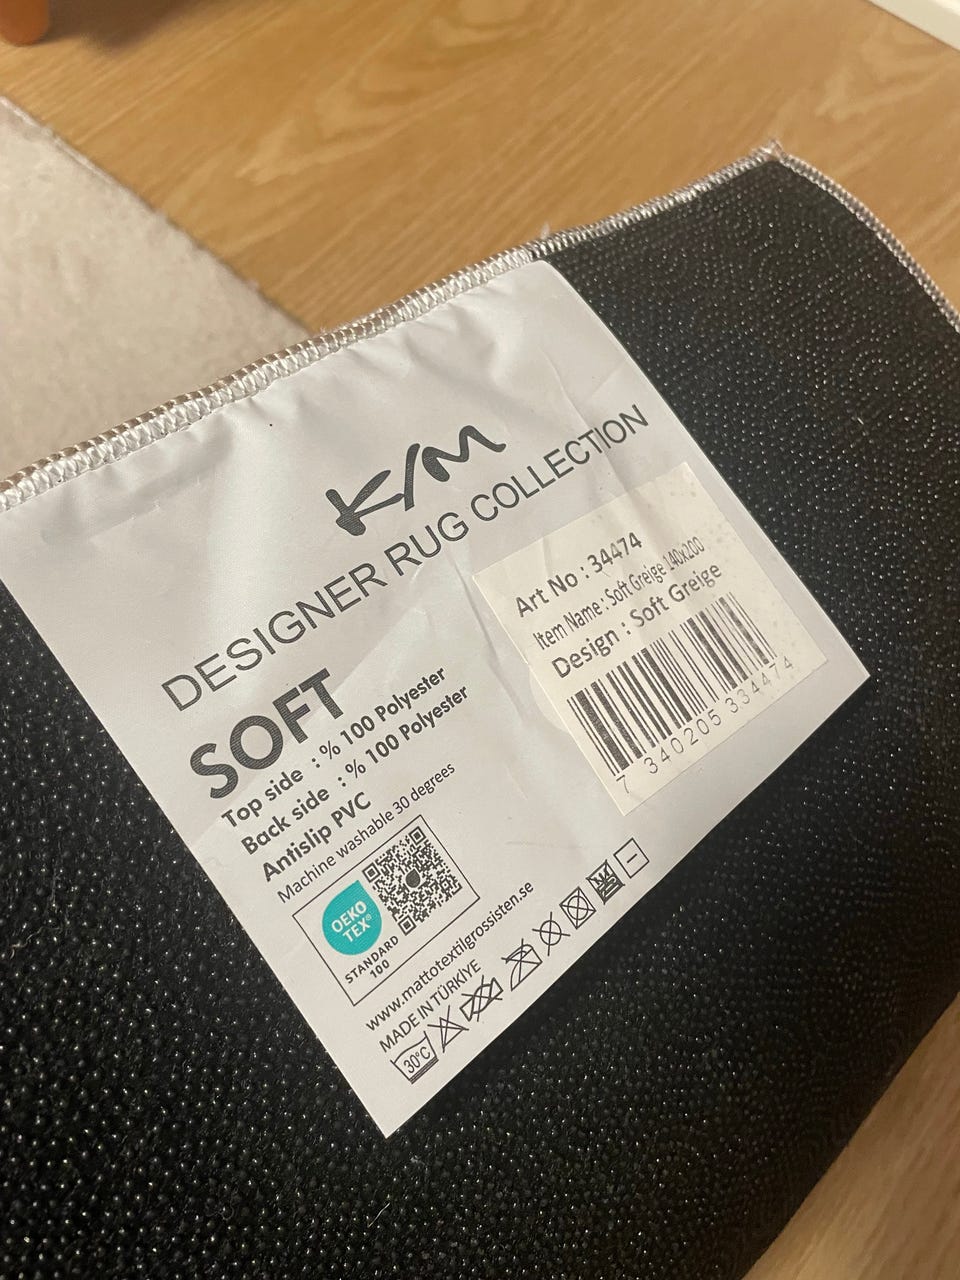 K/M
DESIGNER RUG COLLECTION
SOFT
Top side : % 100 Polyester
Back side : % 100 Polyester
Antislip PVC
Machine washable 30 degrees
OEKO
TEX®
STANDARD
100
www.mattotextilgrossisten.se
MADE IN TÜRKİYE
30°C
Art No : 34474
Item Name : Soft Greige 140x200
Design : Soft Greige
7 340205 334474